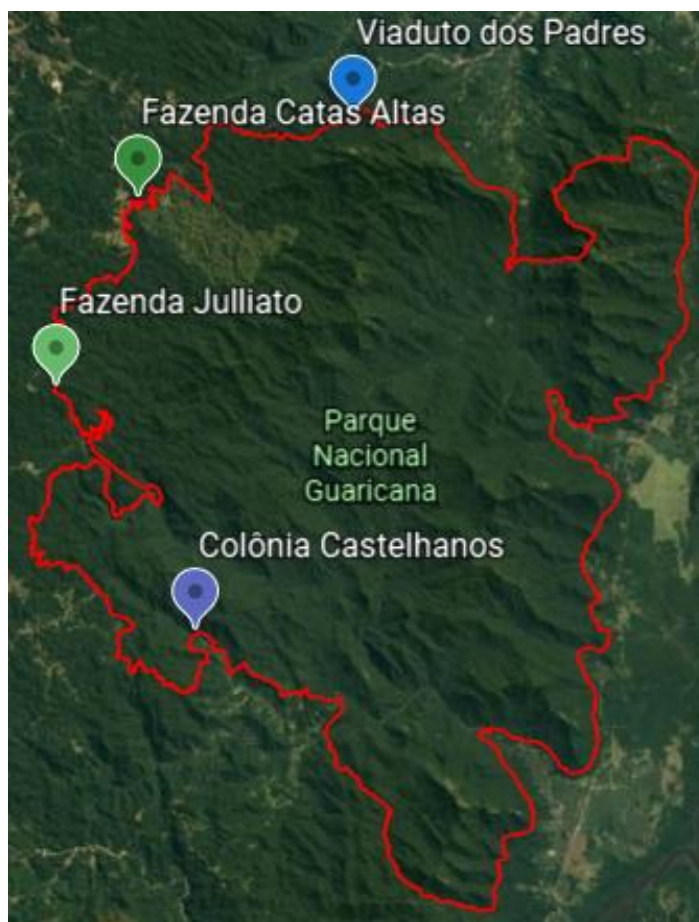 Viaduto dos Padres
Fazenda Catas Altas
Fazenda Julliato
Parque
Nacional
Guaricana
Colônia Castelhanos